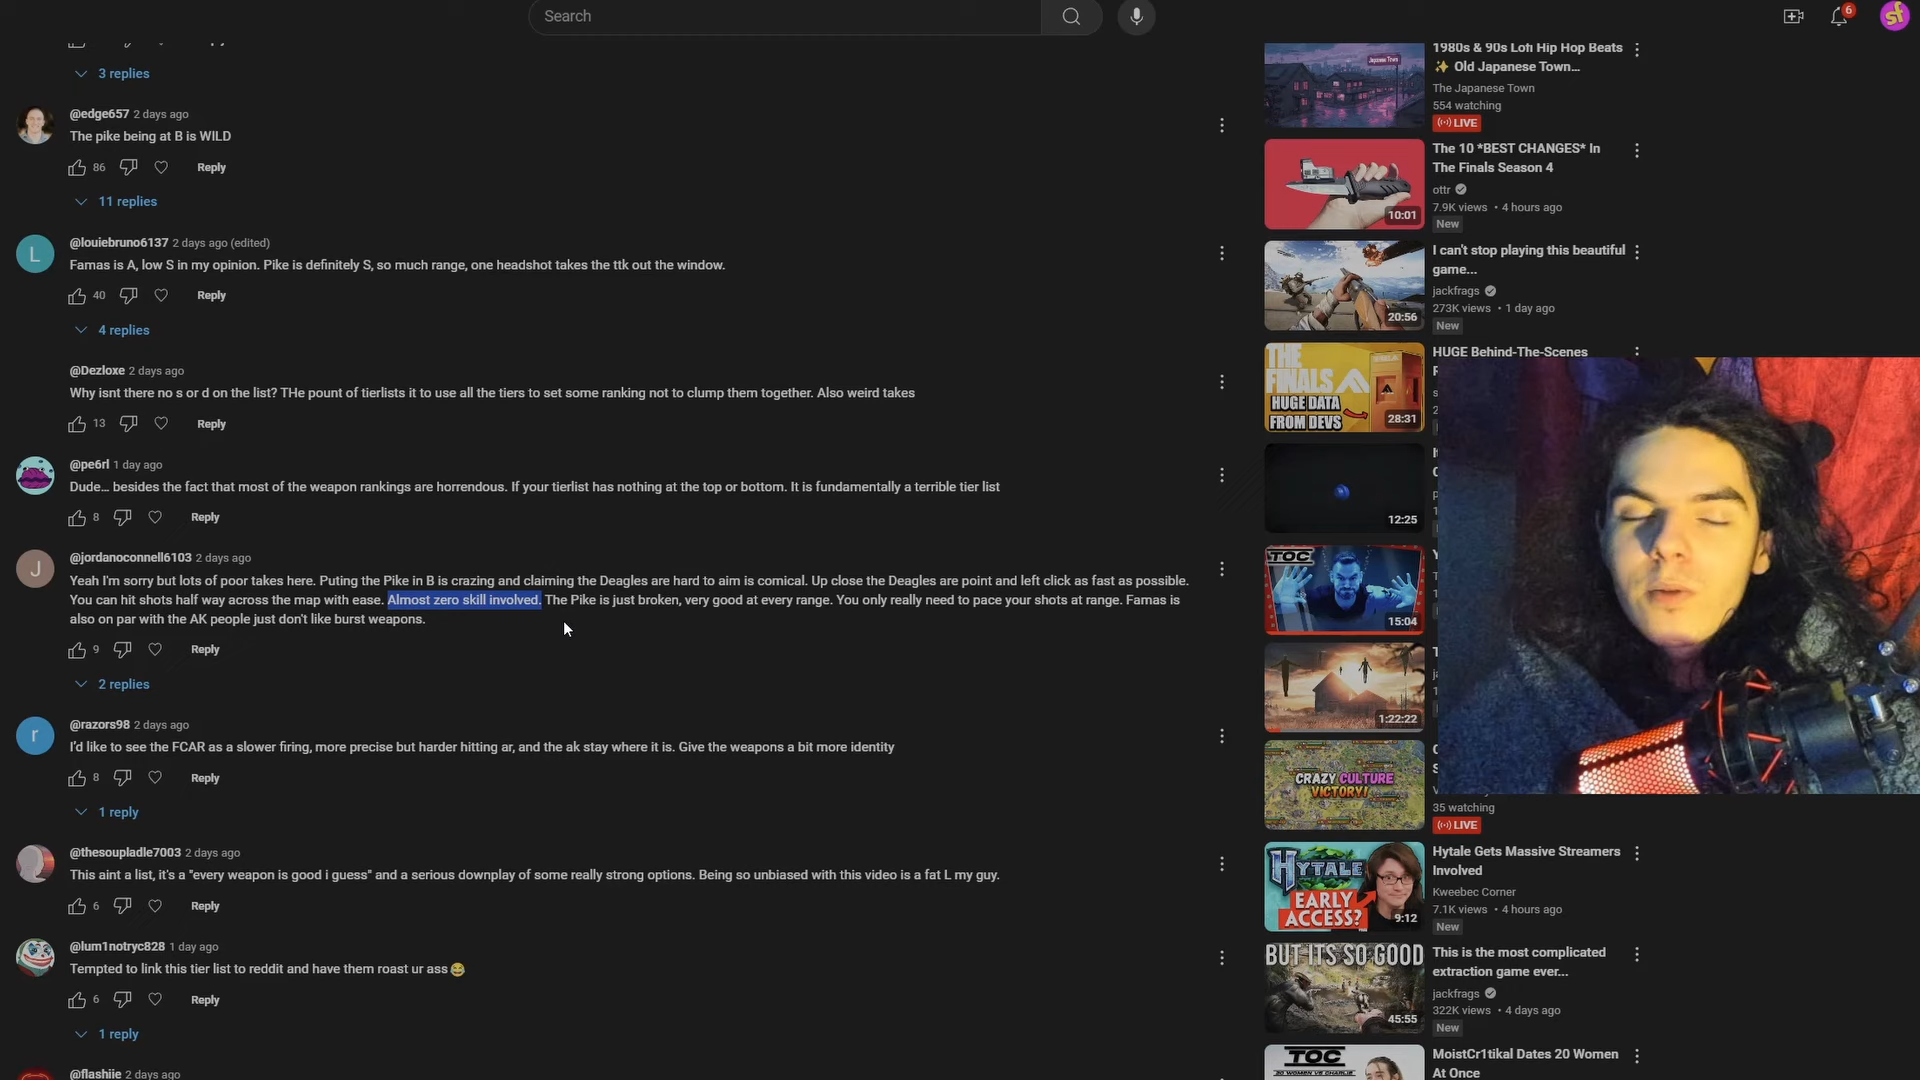 Search
6
sf
3 replies
@edge657 2 days ago
The pike being at B is WILD
86
Reply
11 replies
L
@louiebruno6137 2 days ago (edited)
Famas is A, low S in my opinion. Pike is definitely S, so much range, one headshot takes the ttk out the window.
40
Reply
4 replies
@Dezloxe 2 days ago
Why isnt there no s or d on the list? THe pount of tierlists it to use all the tiers to set some ranking not to clump them together. Also weird takes
13
Reply
@pe6rl 1 day ago
Dude... besides the fact that most of the weapon rankings are horrendous. If your tierlist has nothing at the top or bottom. It is fundamentally a terrible tier list
8
Reply
J
@jordanoconnell6103 2 days ago
Yeah I'm sorry but lots of poor takes here. Puting the Pike in B is crazing and claiming the Deagles are hard to aim is comical. Up close the Deagles are point and left click as fast as possible.
You can hit shots half way across the map with ease. Almost zero skill involved. The Pike is just broken, very good at every range. You only really need to pace your shots at range. Famas is
also on par with the AK people just don't like burst weapons.
9
Reply
2 replies
r
@razors98 2 days ago
I'd like to see the FCAR as a slower firing, more precise but harder hitting ar, and the ak stay where it is. Give the weapons a bit more identity
8
Reply
1 reply
@thesoupladle7003 2 days ago
This aint a list, it's a "every weapon is good i guess" and a serious downplay of some really strong options. Being so unbiased with this video is a fat L my guy.
6
Reply
@lum1notryc828 1 day ago
Tempted to link this tier list to reddit and have them roast ur ass😂
6
Reply
1 reply
@flashiie 2 days ago
Japanese Town
1980s & 90s Lofi Hip Hop Beats
✨ Old Japanese Town...
The Japanese Town
554 watching
LIVE
10:01
The 10 *BEST CHANGES* In
The Finals Season 4
ottr
7.9K views • 4 hours ago
New
20:56
I can't stop playing this beautiful
game...
jackfrags
273K views • 1 day ago
New
THE
FINALS
HUGE DATA
FROM DEVS
28:31
HUGE Behind-The-Scenes
12:25
TOC
15:04
1:22:22
CRAZY CULTURE
VICTORY!
35 watching
LIVE
HYTALE
EARLY
ACCESS?
9:12
Hytale Gets Massive Streamers
Involved
Kweebec Corner
7.1K views • 4 hours ago
New
BUT ITS SO GOOD
45:55
This is the most complicated
extraction game ever...
jackfrags
322K views • 4 days ago
New
TOC
20 WOMEN VS CHARLIE
MoistCr1tikal Dates 20 Women
At Once